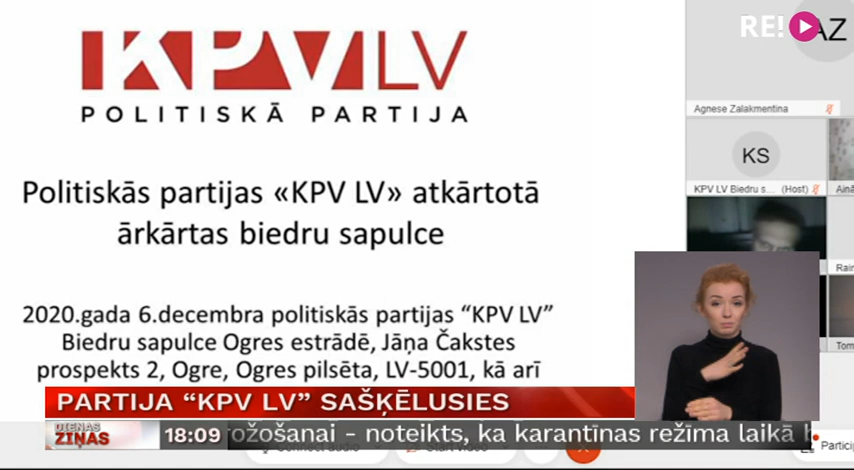 KPV LV
POLITISKĀ PARTIJA
Politiskās partijas «KPV LV» atkārtotā
ārkārtas biedru sapulce
2020.gada 6.decembra politiskās partijas “KPV LV”
Biedru sapulce Ogres estrādē, Jāņa Čakstes
prospekts 2, Ogre, Ogres pilsēta, LV-5001, kā arī
RE!
AZ
Agnese Zalakmentina
KS
KPV LV Biedru s... (Host)
PARTIJA “KPV LV” SAŠĶĒLUSIES
DIENAS
ZIŅAS
18:09
rožošanai – noteikts, ka karantīnas režīma laikā